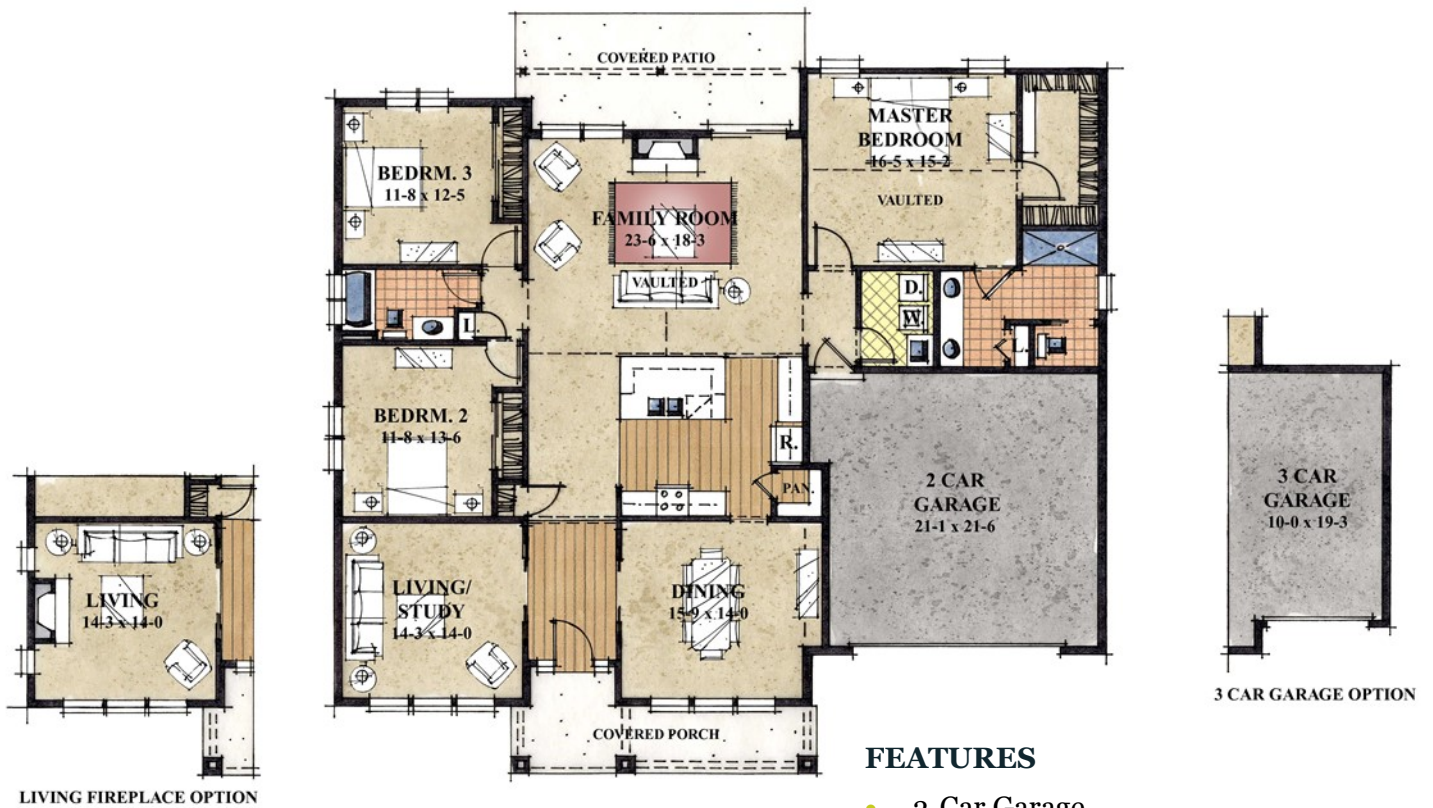 COVERED PATIO
MASTER
BEDROOM
16-5 x 15-2
VAULTED
BEDRM. 3
11-8 x 12-5
FAMILY ROOM
23-6 x 18-3
VAULTED
D.
W.
L.
L.
BEDRM. 2
11-8 x 13-6
R.
PAN.
2 CAR
GARAGE
21-1 x 21-6
3 CAR
GARAGE
10-0 x 19-3
LIVING
14-3 x 14-0
LIVING/
STUDY
14-3 x 14-0
DINING
15-9 x 14-0
3 CAR GARAGE OPTION
COVERED PORCH
LIVING FIREPLACE OPTION
FEATURES
• 2-Car Garage